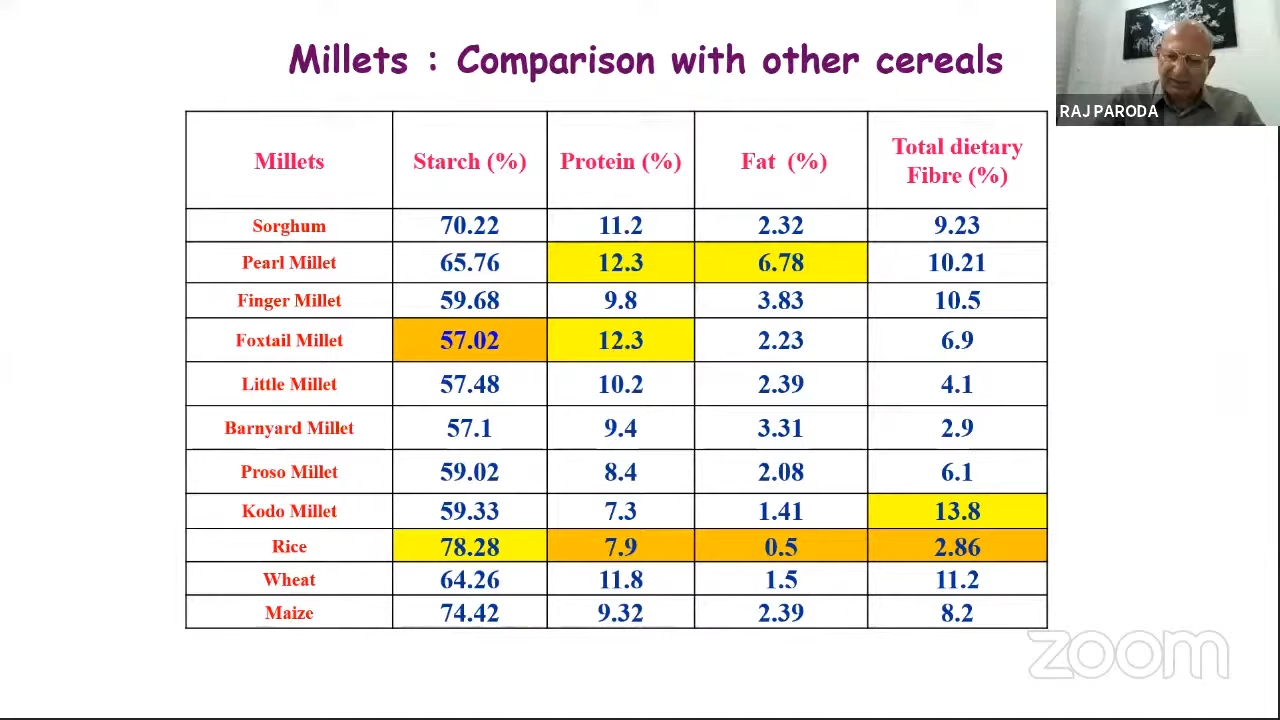 Millets : Comparison with other cereals
RAJ PARODA
Millets Starch (%) Protein (%) Fat (%) Total dietary
Fibre (%)
Sorghum 70.22 11.2 2.32 9.23
Pearl Millet 65.76 12.3 6.78 10.21
Finger Millet 59.68 9.8 3.83 10.5
Foxtail Millet 57.02 12.3 2.23 6.9
Little Millet 57.48 10.2 2.39 4.1
Barnyard Millet 57.1 9.4 3.31 2.9
Proso Millet 59.02 8.4 2.08 6.1
Kodo Millet 59.33 7.3 1.41 13.8
Rice 78.28 7.9 0.5 2.86
Wheat 64.26 11.8 1.5 11.2
Maize 74.42 9.32 2.39 8.2
zoom